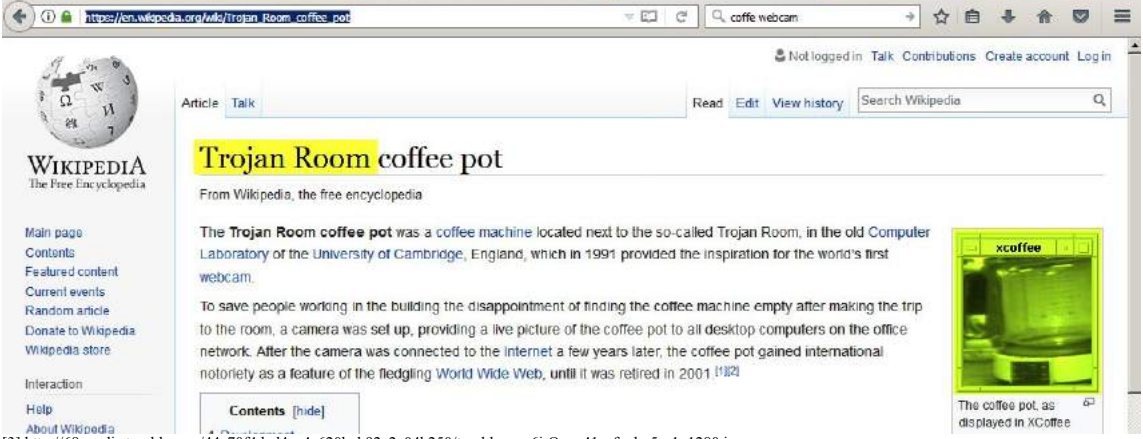 https://en.wikipedia.org/wiki/Trojan_Room_coffee_pot
coffe webcam
Not logged in Talk Contributions Create account Log in
Article Talk
Read Edit View history Search Wikipedia
WIKIPEDIA
The Free Encyclopedia
Trojan Room coffee pot
From Wikipedia, the free encyclopedia
Main page
Contents
Featured content
Current events
Random article
Donate to Wikipedia
Wikipedia store
Interaction
Help
About Wikipedia
The Trojan Room coffee pot was a coffee machine located next to the so-called Trojan Room, in the old Computer
Laboratory of the University of Cambridge, England, which in 1991 provided the inspiration for the world's first
webcam.
To save people working in the building the disappointment of finding the coffee machine empty after making the trip
to the room, a camera was set up, providing a live picture of the coffee pot to all desktop computers on the office
network. After the camera was connected to the Internet a few years later, the coffee pot gained international
notoriety as a feature of the fledgling World Wide Web, until it was retired in 2001.[1][2]
Contents [hide]
xcoffee
The coffee pot, as
displayed in XCoffee